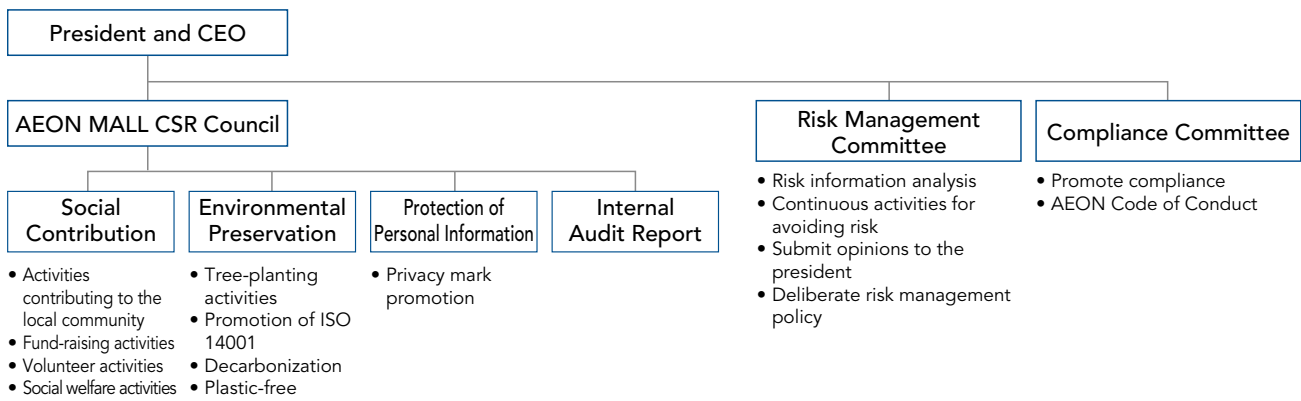 President and CEO
AEON MALL CSR Council
Risk Management
Committee
Compliance Committee
• Risk information analysis
• Continuous activities for
avoiding risk
• Submit opinions to the
president
• Deliberate risk management
policy
• Promote compliance
• AEON Code of Conduct
Social
Contribution
Environmental
Preservation
Protection of
Personal Information
Internal
Audit Report
• Activities
contributing to the
local community
• Fund-raising activities
• Volunteer activities
• Social welfare activities
• Tree-planting
activities
• Promotion of ISO
14001
• Decarbonization
• Plastic-free
• Privacy mark
promotion